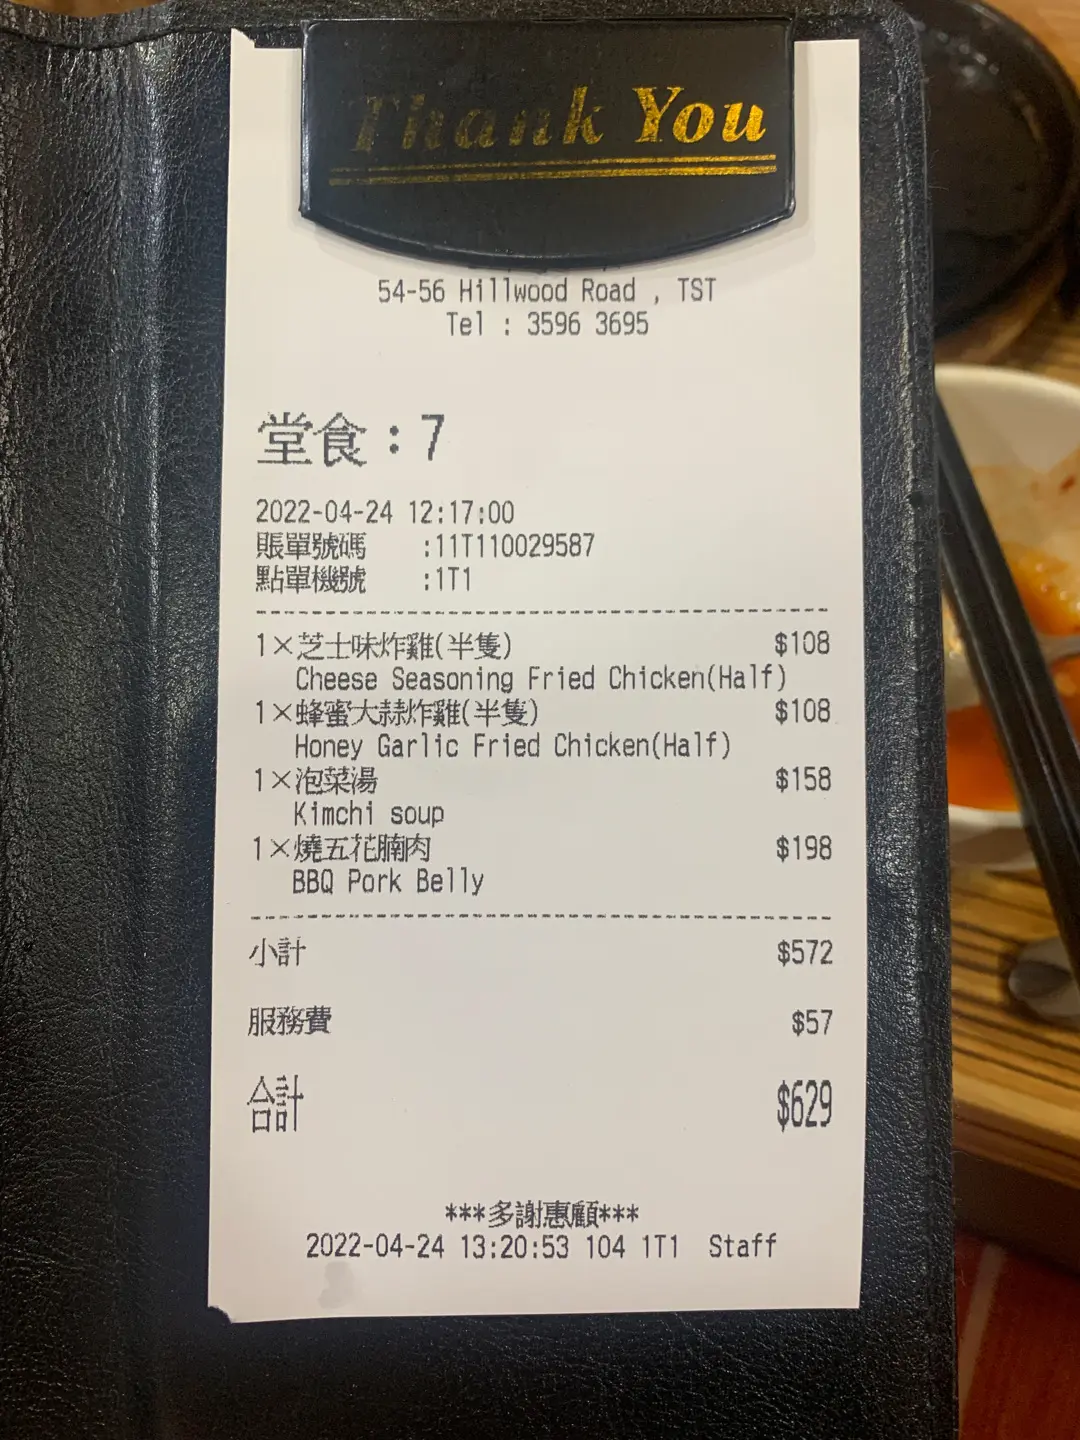 Thank You
54-56 Hillwood Road , TST
Tel : 3596 3695
堂食：7
2022-04-24 12:17:00
賬單號碼 :11T110029587
點單機號 :1T1
1×芝士味炸雞(半隻) $108
Cheese Seasoning Fried Chicken(Half)
1×蜂蜜大蒜炸雞(半隻) $108
Honey Garlic Fried Chicken(Half)
1×泡菜湯 $158
Kimchi soup
1×燒五花腩肉 $198
BBQ Pork Belly
小計 $572
服務費 $57
合計 $629
***多謝惠顧***
2022-04-24 13:20:53 104 1T1 Staff